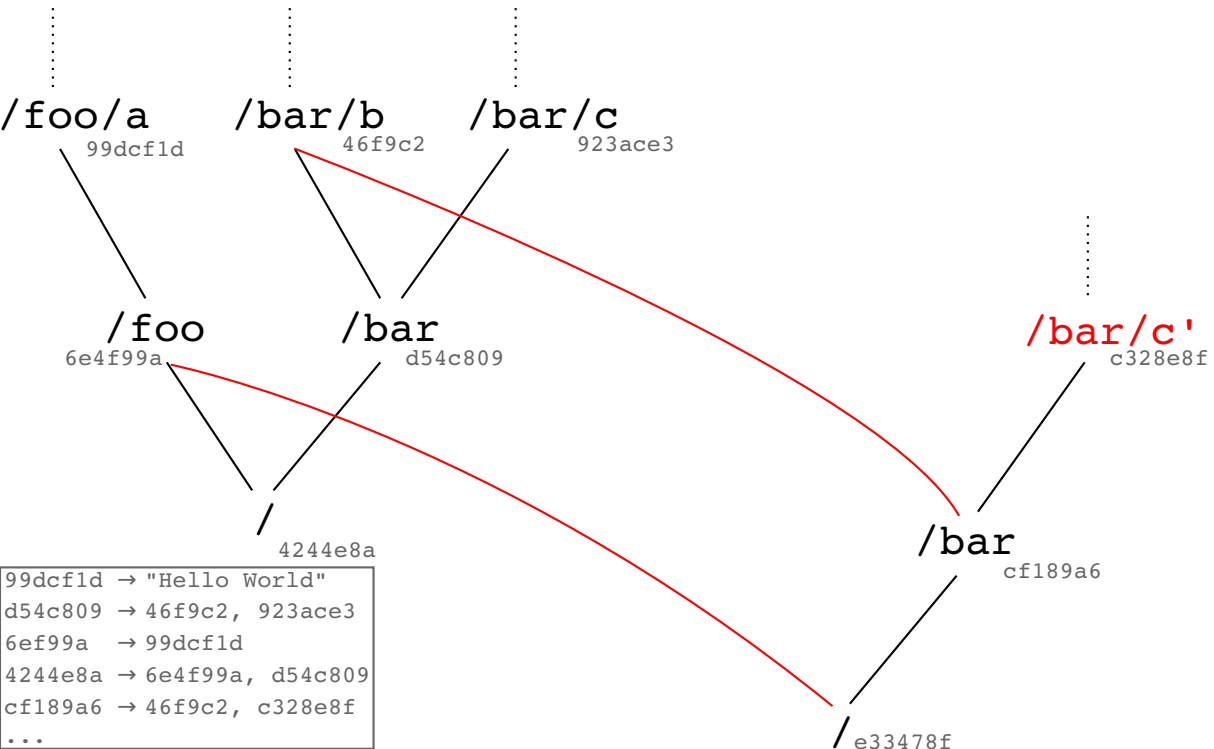 /foo/a
99dcf1d
/bar/b
46f9c2
/bar/c
923ace3
/foo
6e4f99a
/bar
d54c809
/bar/c'
c328e8f
/
4244e8a
/bar
cf189a6
99dcf1d → "Hello World"
d54c809 → 46f9c2, 923ace3
6ef99a → 99dcf1d
4244e8a → 6e4f99a, d54c809
cf189a6 → 46f9c2, c328e8f
...
/
e33478f